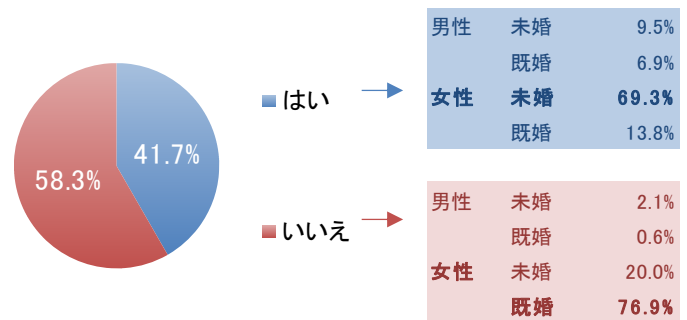 58.3%
41.7%
はい
男性 未婚 9.5%
既婚 6.9%
女性 未婚 69.3%
既婚 13.8%
いいえ
男性 未婚 2.1%
既婚 0.6%
女性 未婚 20.0%
既婚 76.9%